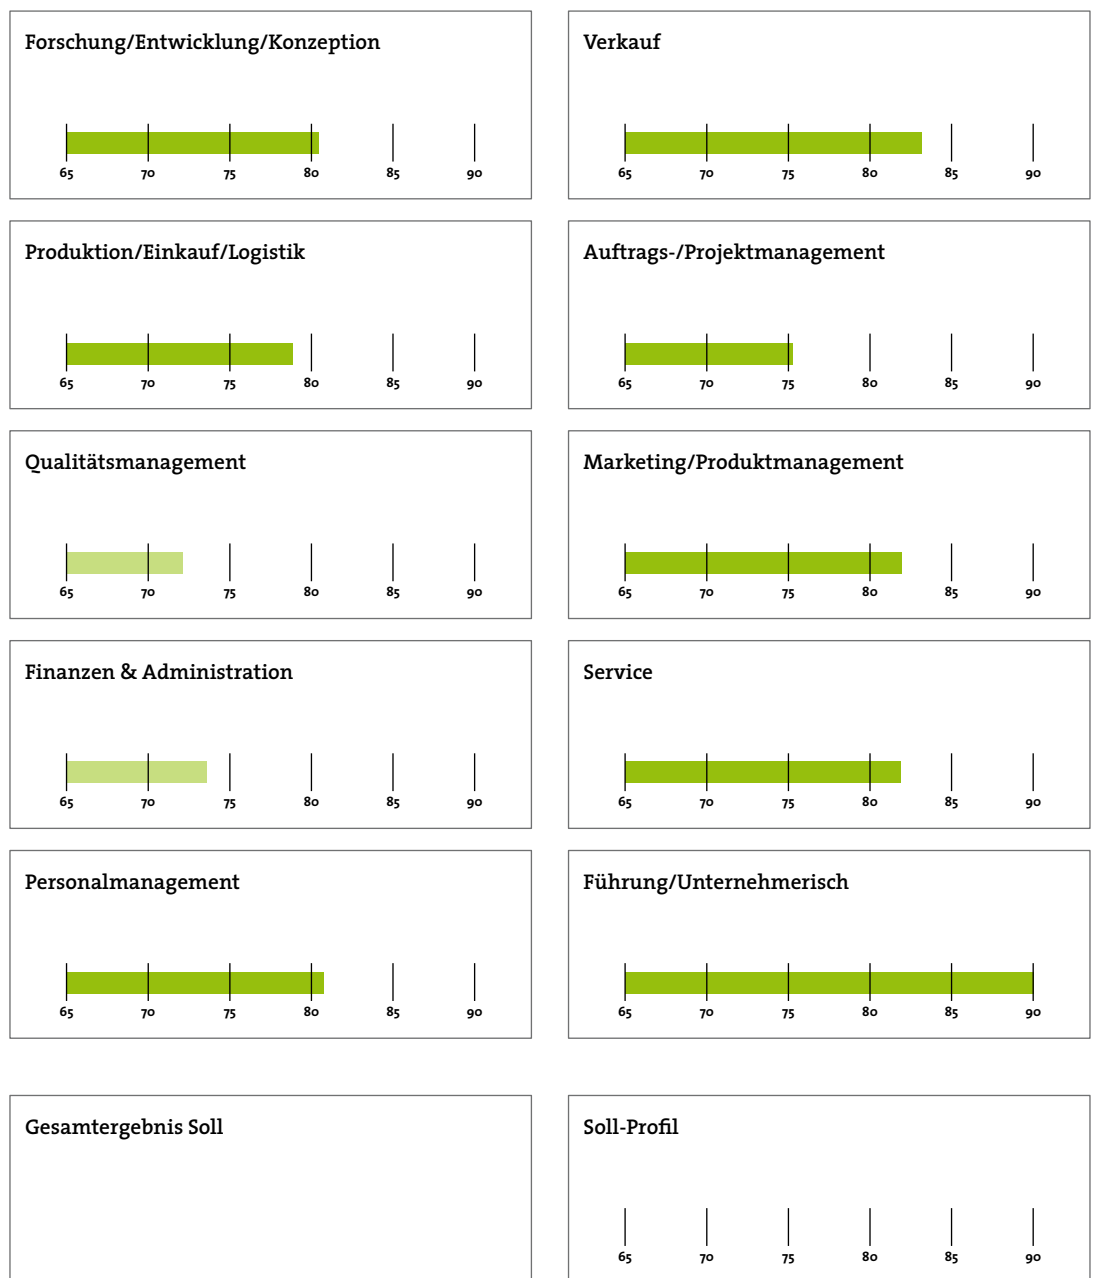 Forschung/Entwicklung/Konzeption
65 70 75 80 85 90
Verkauf
65 70 75 80 85 90
Produktion/Einkauf/Logistik
65 70 75 80 85 90
Auftrags-/Projektmanagement
65 70 75 80 85 90
Qualitätsmanagement
65 70 75 80 85 90
Marketing/Produktmanagement
65 70 75 80 85 90
Finanzen & Administration
65 70 75 80 85 90
Service
65 70 75 80 85 90
Personalmanagement
65 70 75 80 85 90
Führung/Unternehmerisch
65 70 75 80 85 90
Gesamtergebnis Soll
Soll-Profil
65 70 75 80 85 90